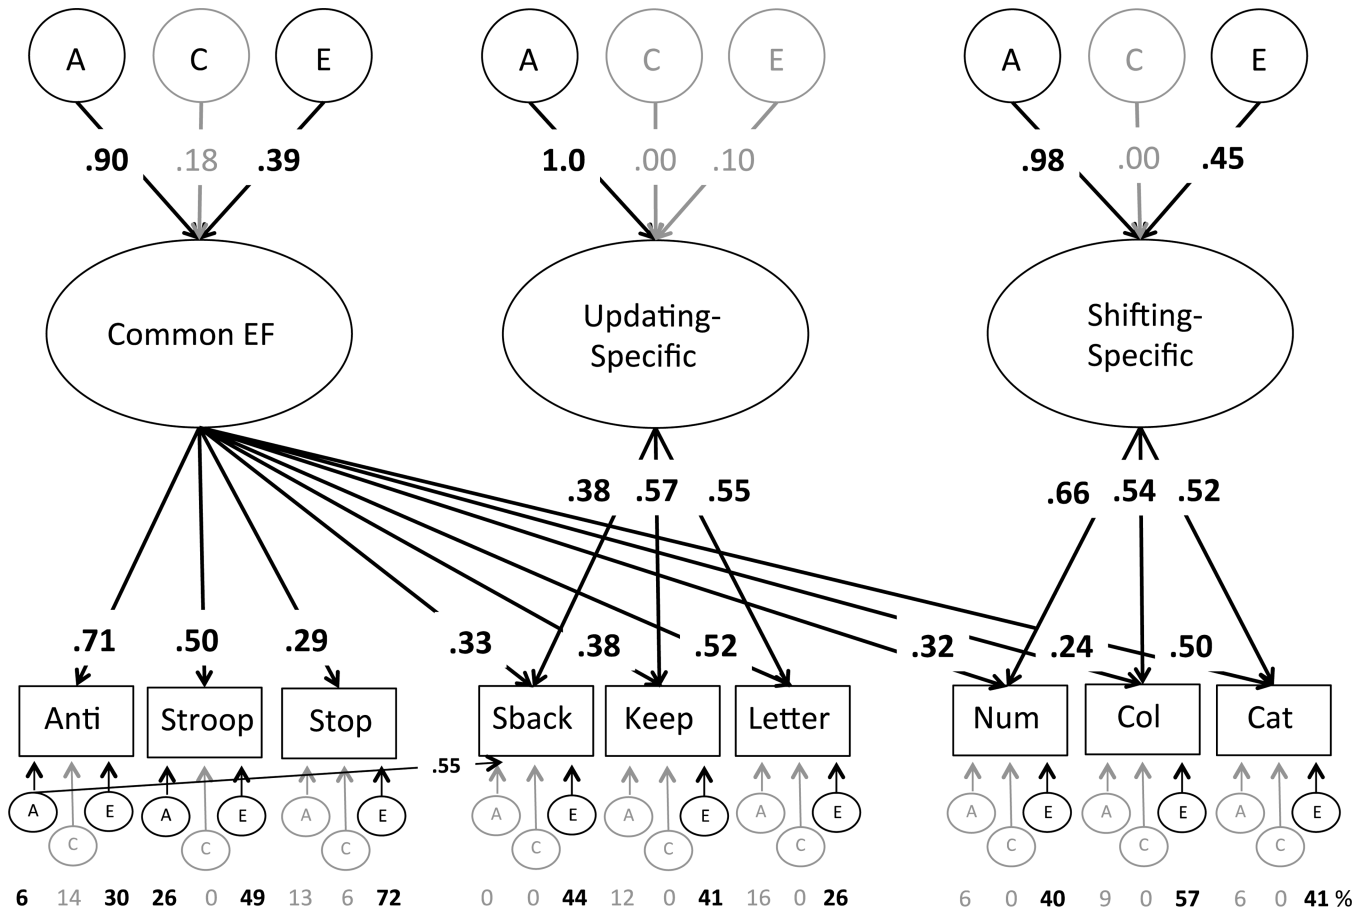 A C E A C E A C E
.90 .18 .39 1.0 .00 .10 .98 .00 .45
Common EF
Updating-
Specific
Shifting-
Specific
.38 .57 .55 .66 .54 .52
.71 .50 .29 .33 .38 .52 .32 .24 .50
Anti Stroop Stop Sback Keep Letter Num Col Cat
.55
A E A E A E A E A E A E A E A E A E
C C C C C C C C C
6 14 30 26 0 49 13 6 72 0 0 44 12 0 41 16 0 26 6 0 40 9 0 57 6 0 41 %